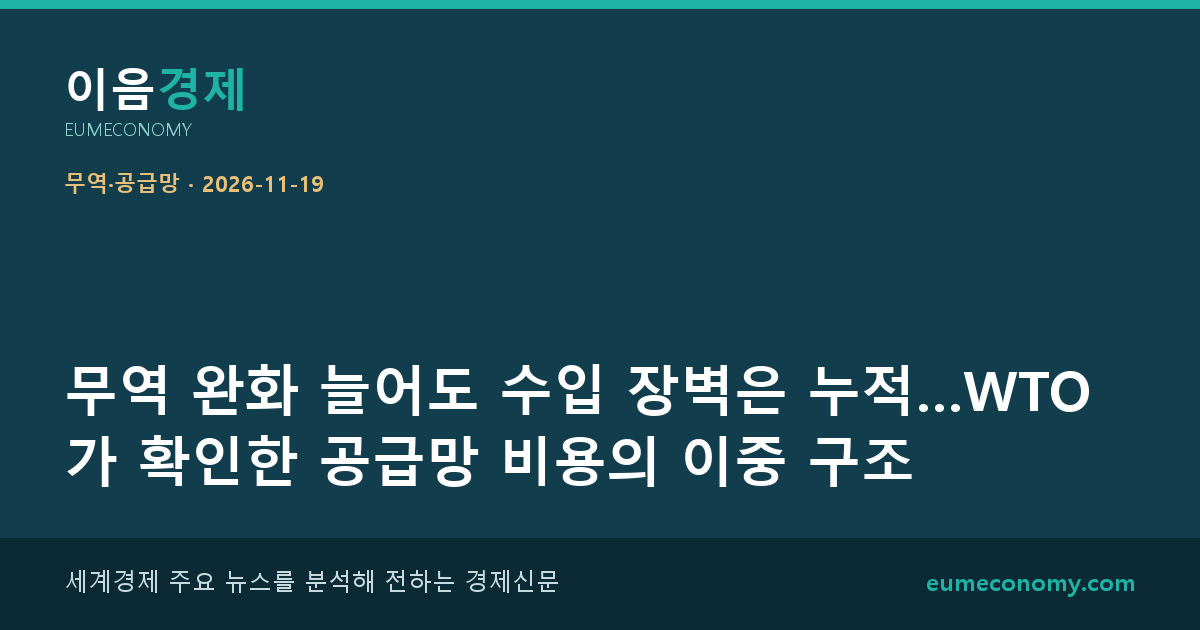 이음경제
EUMECONOMY
무역·공급망 · 2026-11-19
무역 완화 늘어도 수입 장벽은 누적…WTO
가 확인한 공급망 비용의 이중 구조
세계경제 주요 뉴스를 분석해 전하는 경제신문
eumeconomy.com